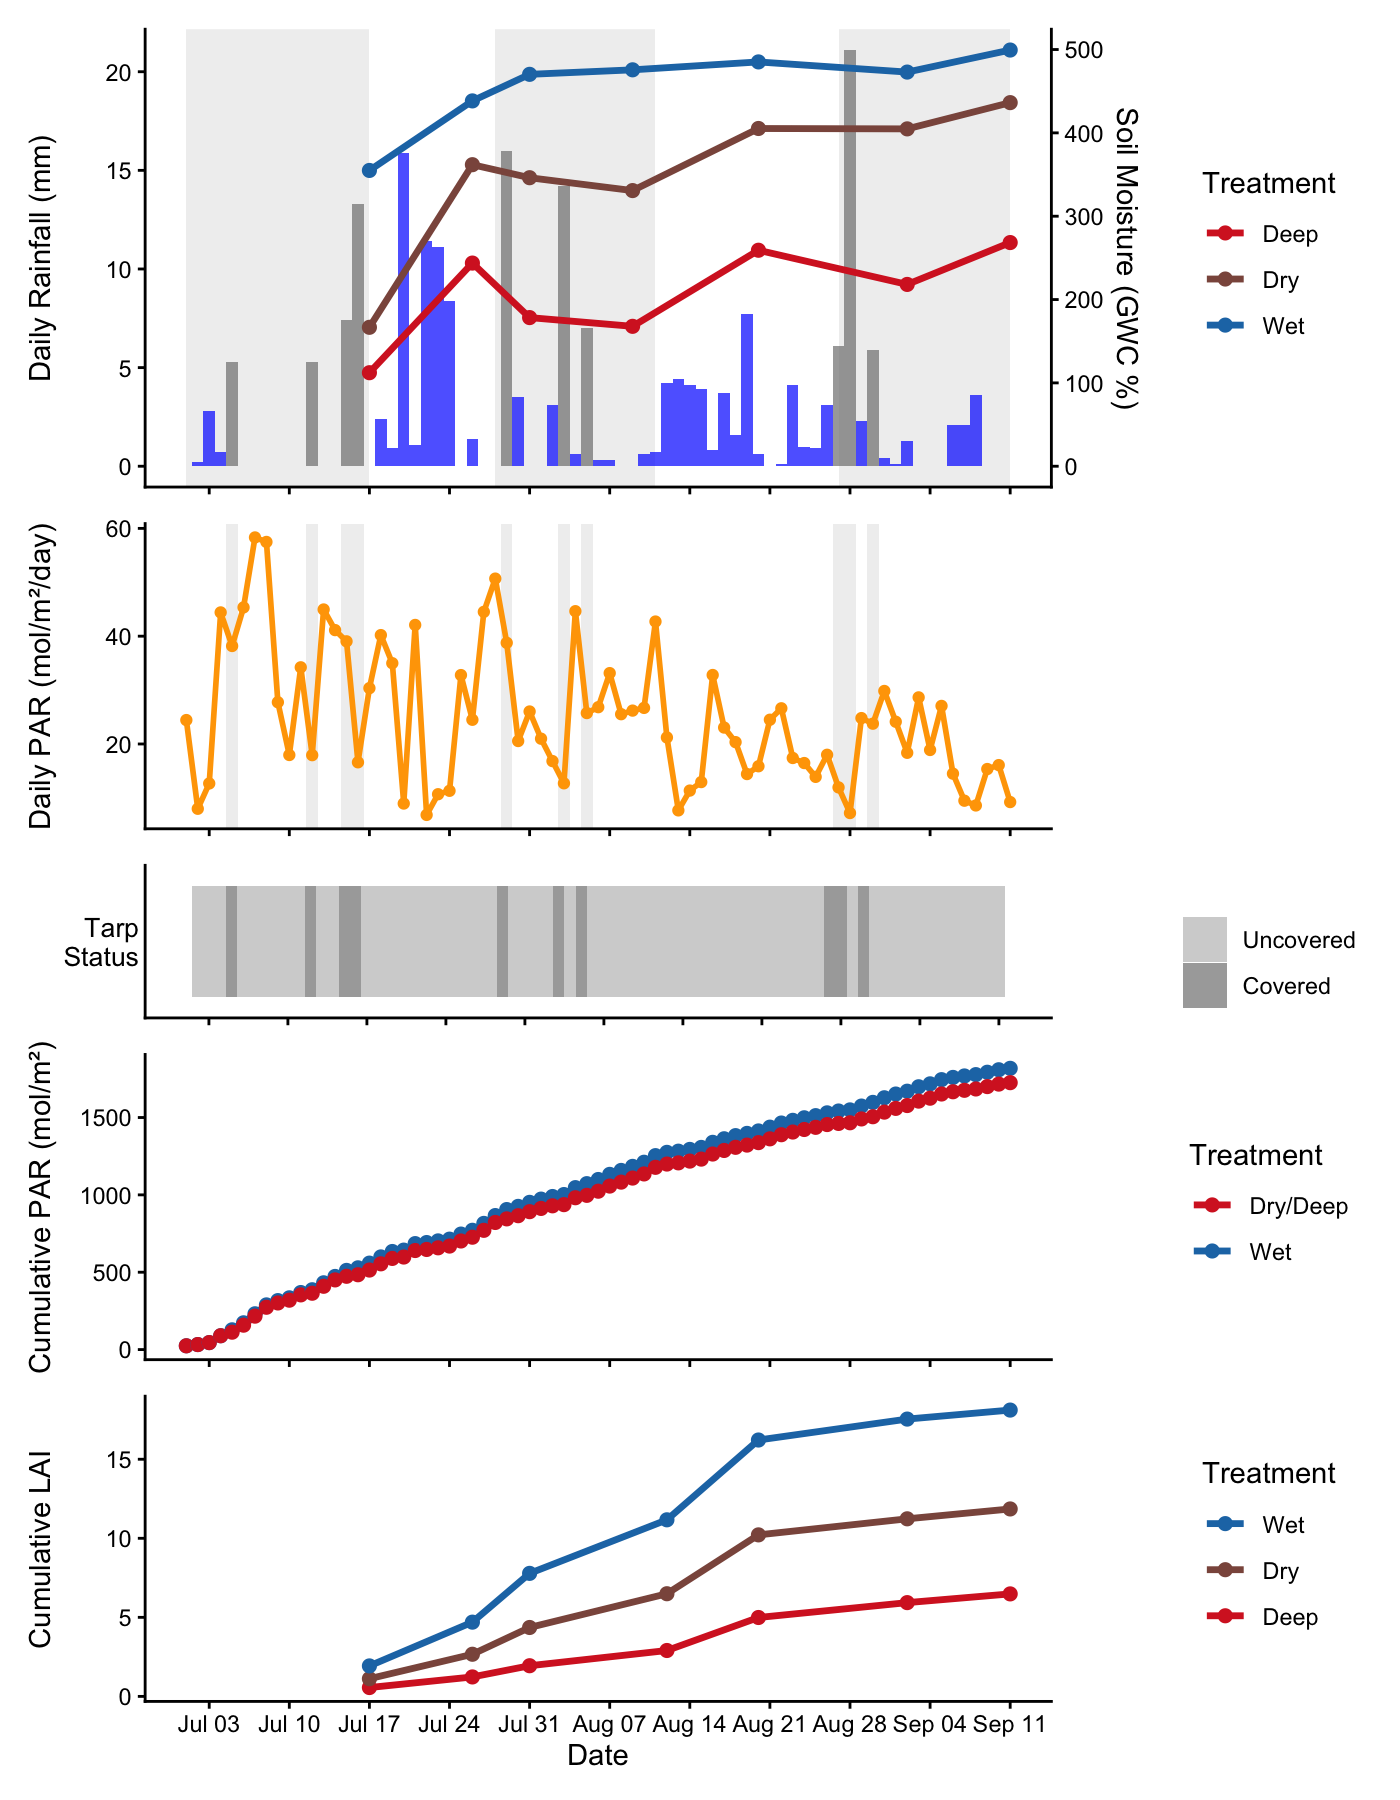 Daily Rainfall (mm)
20
15
10
5
0
500
400
300
200
100
0
Soil Moisture (GWC %)
Treatment
Deep
Dry
Wet
Daily PAR (mol/m²/day)
60
40
20
Tarp
Status
Uncovered
Covered
Cumulative PAR (mol/m²)
1500
1000
500
0
Treatment
Dry/Deep
Wet
Cumulative LAI
15
10
5
0
Treatment
Wet
Dry
Deep
Jul 03 Jul 10 Jul 17 Jul 24 Jul 31 Aug 07 Aug 14 Aug 21 Aug 28 Sep 04 Sep 11
Date